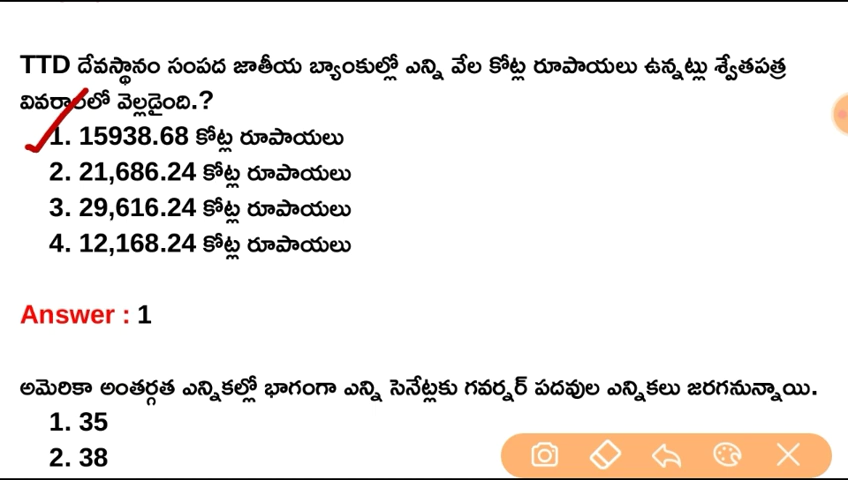 TTD దేవస్థానం సంపద జాతీయ బ్యాంకుల్లో ఎన్ని వేల కోట్ల రూపాయలు ఉన్నట్లు శ్వేతపత్ర
వివరాలలో వెల్లడైంది.?
1. 15938.68 కోట్ల రూపాయలు
2. 21,686.24 కోట్ల రూపాయలు
3. 29,616.24 కోట్ల రూపాయలు
4. 12,168.24 కోట్ల రూపాయలు
Answer : 1
అమెరికా అంతర్గత ఎన్నికల్లో భాగంగా ఎన్ని సెనేట్లకు గవర్నర్ పదవుల ఎన్నికలు జరగనున్నాయి.
1. 35
2. 38